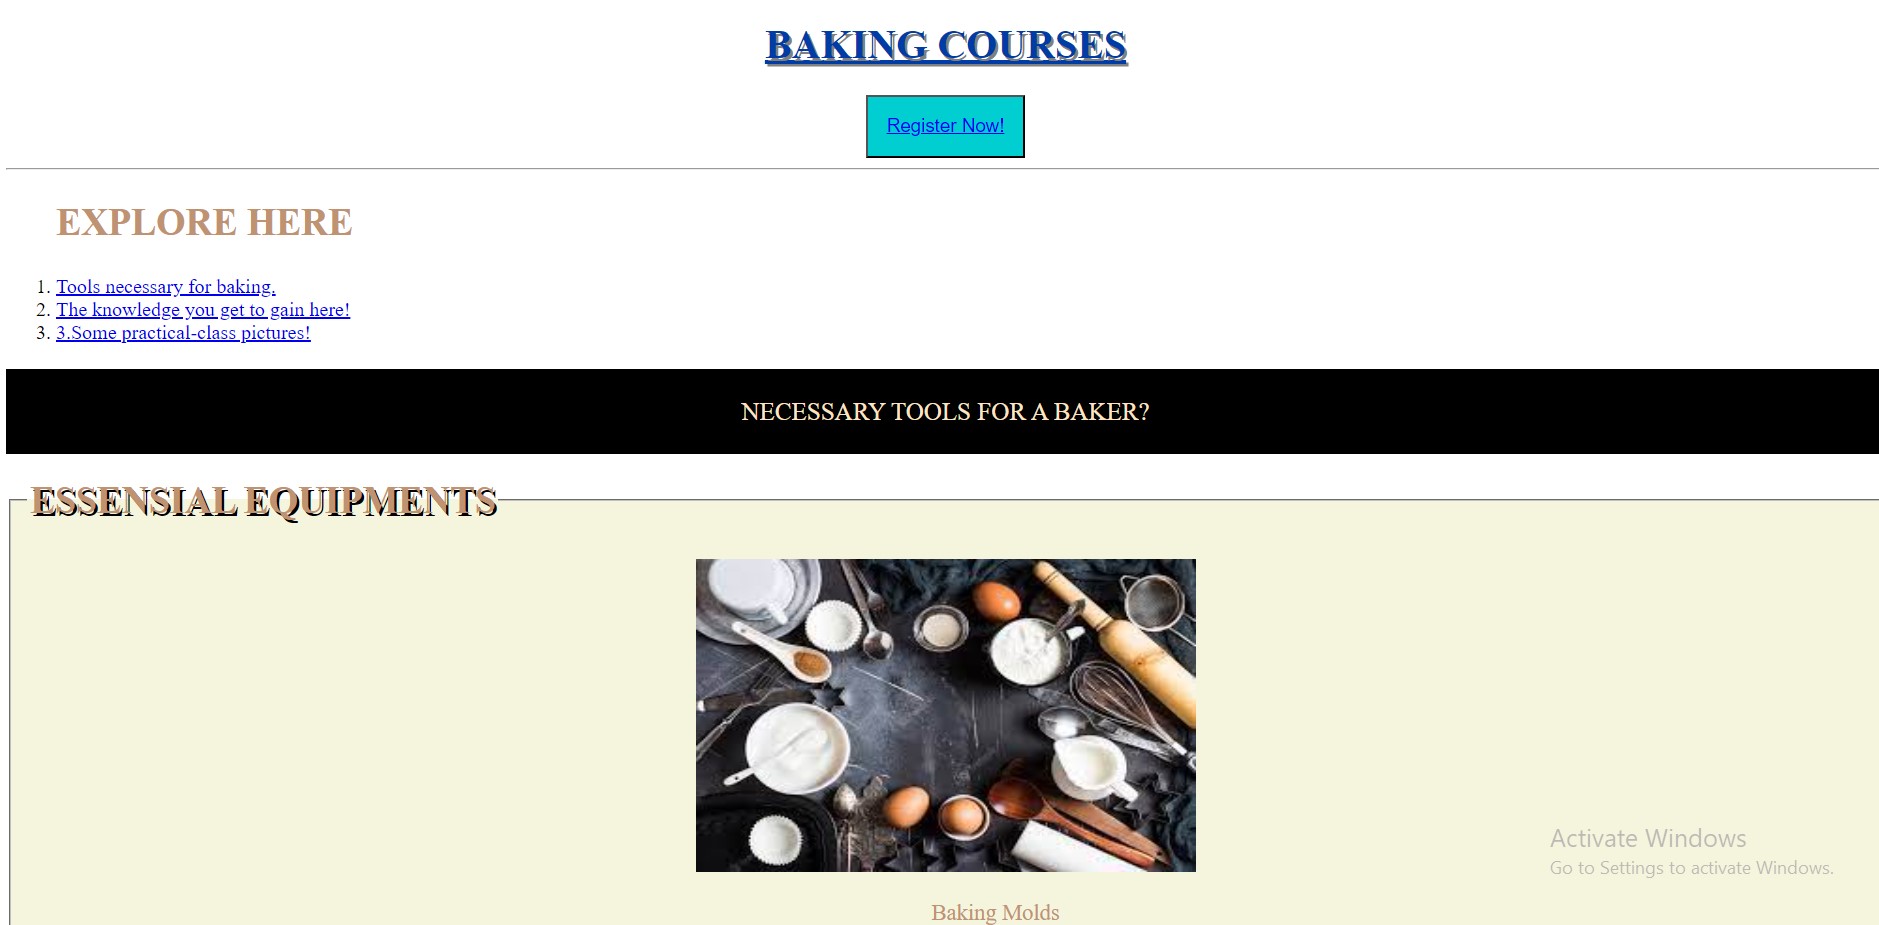 BAKING COURSES
Register Now!
EXPLORE HERE
1. Tools necessary for baking.
2. The knowledge you get to gain here!
3. 3.Some practical-class pictures!
NECESSARY TOOLS FOR A BAKER?
ESSENSIAL EQUIPMENTS
Activate Windows
Go to Settings to activate Windows.
Baking Molds